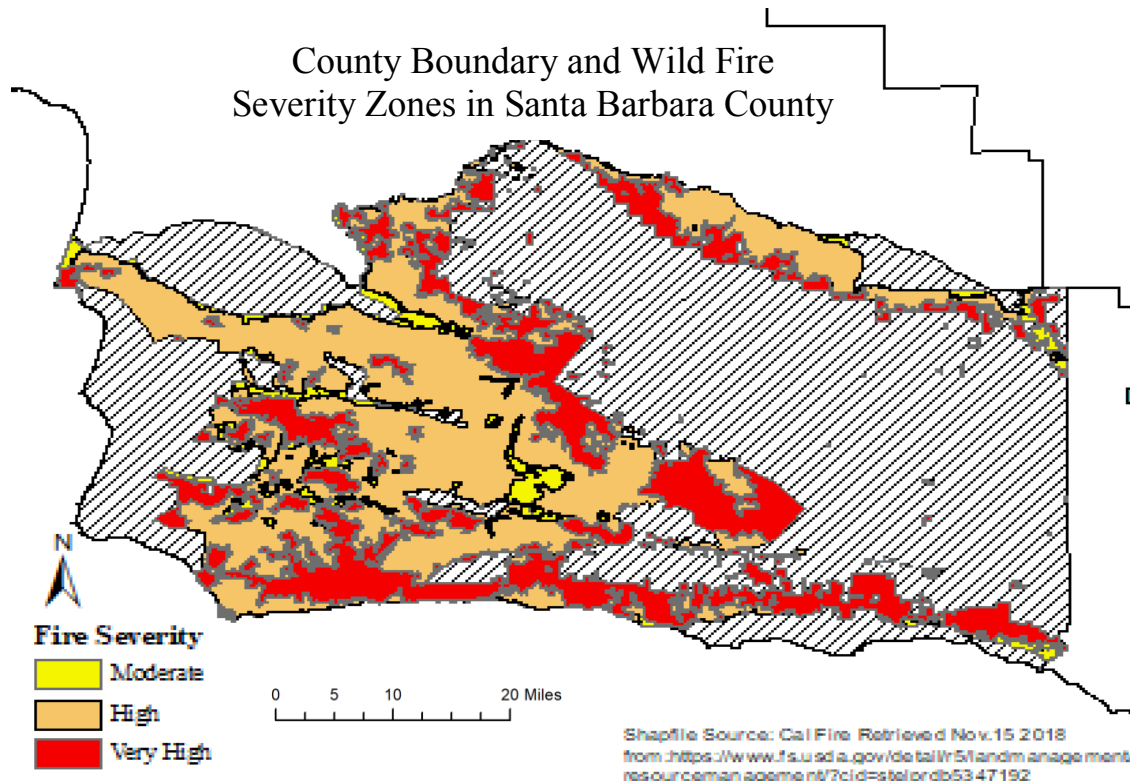 County Boundary and Wild Fire
Severity Zones in Santa Barbara County
N
Fire Severity
Moderate
High
Very High
0 5 10 20 Miles
Shapfile Source: Cal Fire Retrieved Nov.15 2018
from:https://www.fs.usda.gov/detail/r5/landmanagement/
resourcemanagement/?cid=stelprdb5347192